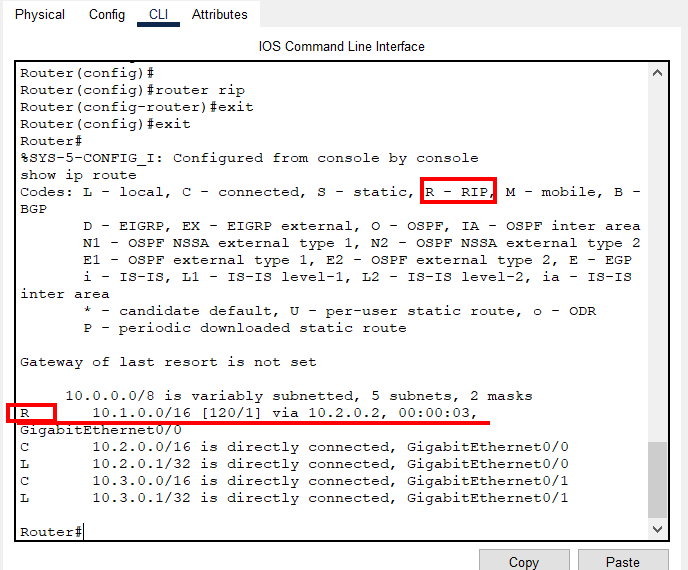 Physical Config CLI Attributes
IOS Command Line Interface
Router(config)#
Router(config)#router rip
Router(config-router)#exit
Router(config)#exit
Router#
%SYS-5-CONFIG_I: Configured from console by console
show ip route
Codes: L - local, C - connected, S - static, R - RIP, M - mobile, B -
BGP
D - EIGRP, EX - EIGRP external, O - OSPF, IA - OSPF inter area
N1 - OSPF NSSA external type 1, N2 - OSPF NSSA external type 2
E1 - OSPF external type 1, E2 - OSPF external type 2, E - EGP
i - IS-IS, L1 - IS-IS level-1, L2 - IS-IS level-2, ia - IS-IS
inter area
* - candidate default, U - per-user static route, o - ODR
P - periodic downloaded static route
Gateway of last resort is not set
10.0.0.0/8 is variably subnetted, 5 subnets, 2 masks
R 10.1.0.0/16 [120/1] via 10.2.0.2, 00:00:03,
GigabitEthernet0/0
C 10.2.0.0/16 is directly connected, GigabitEthernet0/0
L 10.2.0.1/32 is directly connected, GigabitEthernet0/0
C 10.3.0.0/16 is directly connected, GigabitEthernet0/1
L 10.3.0.1/32 is directly connected, GigabitEthernet0/1
Router#
Copy Paste